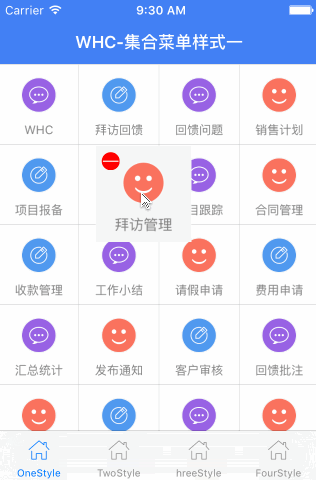 Carrier 9:30 AM
WHC-集合菜单样式一
WHC 拜访回馈 回馈问题 销售计划
项目报备 拜访管理 目跟踪 合同管理
收款管理 工作小结 请假申请 费用申请
汇总统计 发布通知 客户审核 回馈批注
OneStyle TwoStyle hreeStyle FourStyle